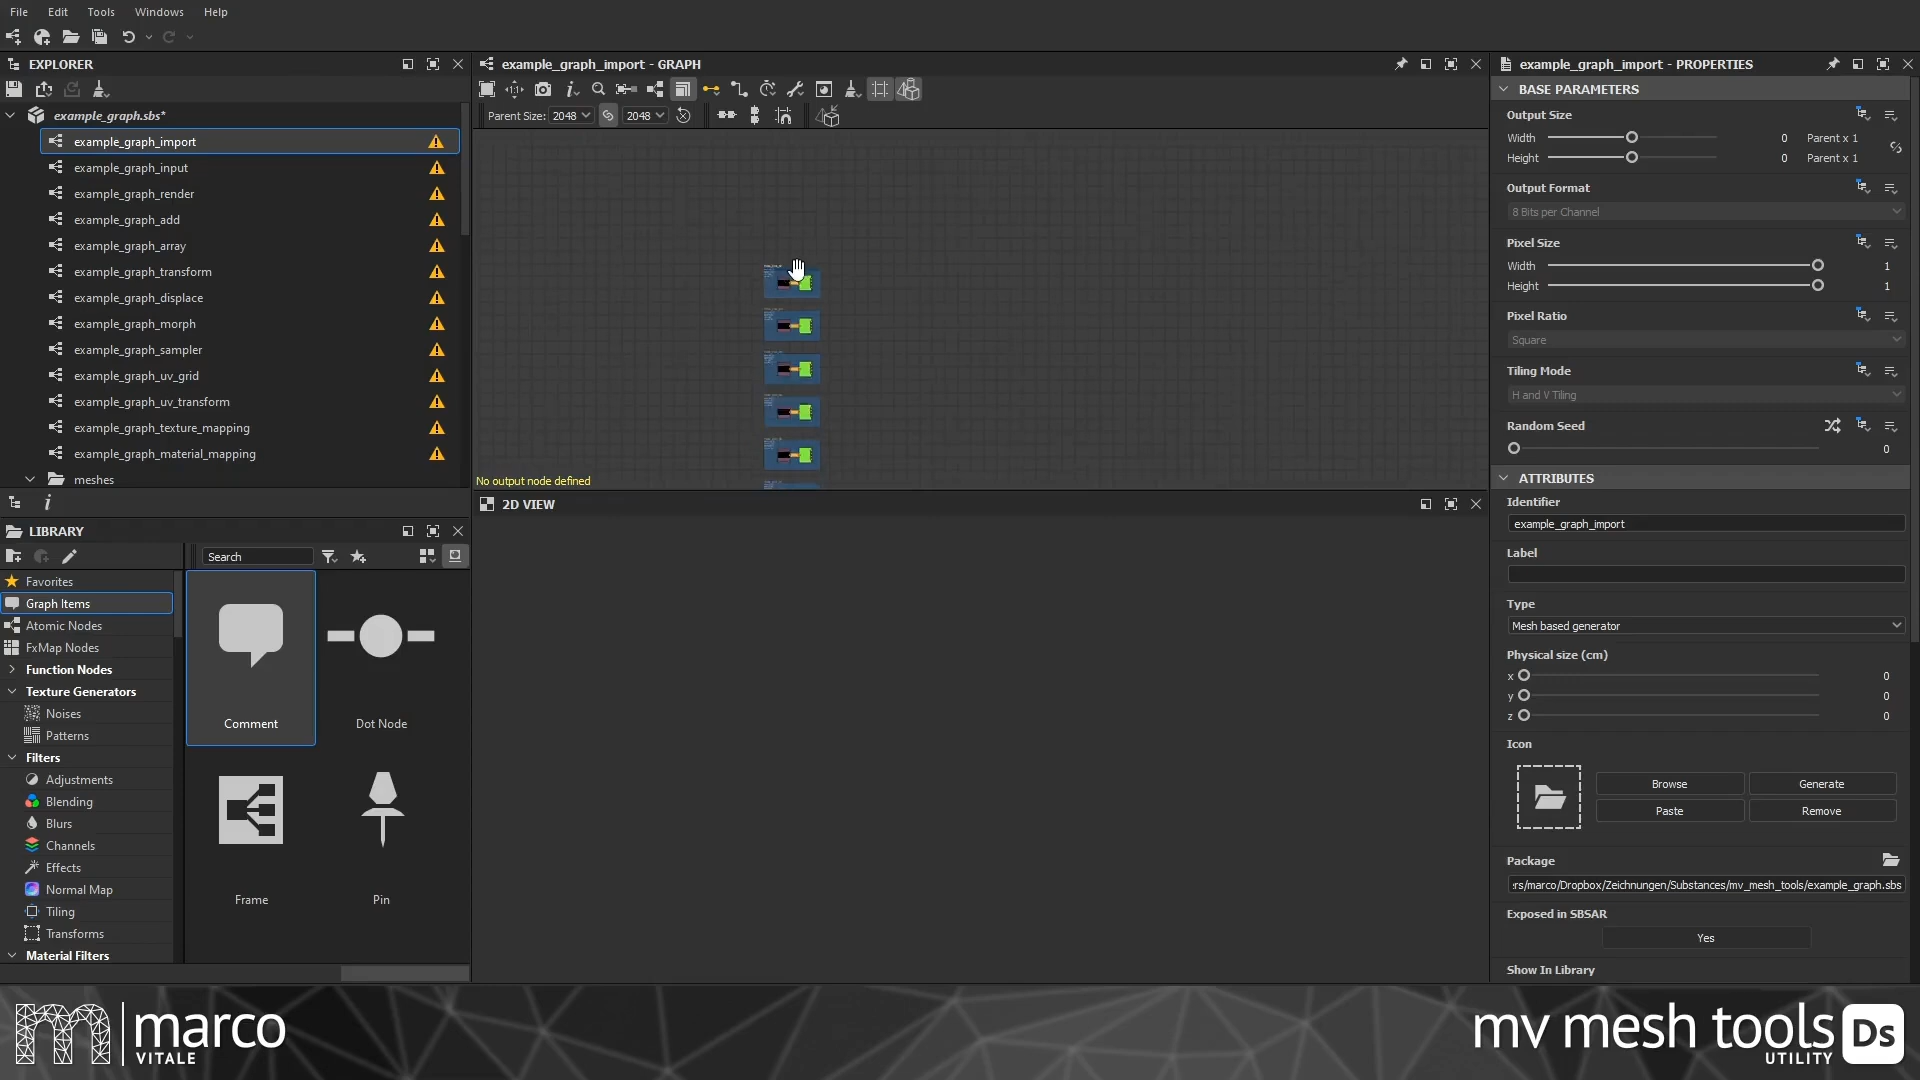 File Edit Tools Windows Help
EXPLORER
example_graph.sbs*
example_graph_import
example_graph_input
example_graph_render
example_graph_add
example_graph_array
example_graph_transform
example_graph_displace
example_graph_morph
example_graph_sampler
example_graph_uv_grid
example_graph_uv_transform
example_graph_texture_mapping
example_graph_material_mapping
meshes
LIBRARY
Search
Favorites
Graph Items
Atomic Nodes
FxMap Nodes
Function Nodes
Texture Generators
Noises
Patterns
Filters
Adjustments
Blending
Blurs
Channels
Effects
Normal Map
Tiling
Transforms
Material Filters
Comment
Dot Node
Frame
Pin
example_graph_import - GRAPH
Parent Size: 2048 2048
No output node defined
2D VIEW
example_graph_import - PROPERTIES
BASE PARAMETERS
Output Size
Width 0 Parent x 1
Height 0 Parent x 1
Output Format
8 Bits per Channel
Pixel Size
Width 1
Height 1
Pixel Ratio
Square
Tiling Mode
H and V Tiling
Random Seed
0
ATTRIBUTES
Identifier
example_graph_import
Label
Type
Mesh based generator
Physical size (cm)
x 0
y 0
z 0
Icon
Browse Generate
Paste Remove
Package
ers/marco/Dropbox/Zeichnungen/Substances/mv_mesh_tools/example_graph.sbs
Exposed in SBSAR
Yes
Show In Library
m marco
VITALE
mv mesh tools Ds
UTILITY